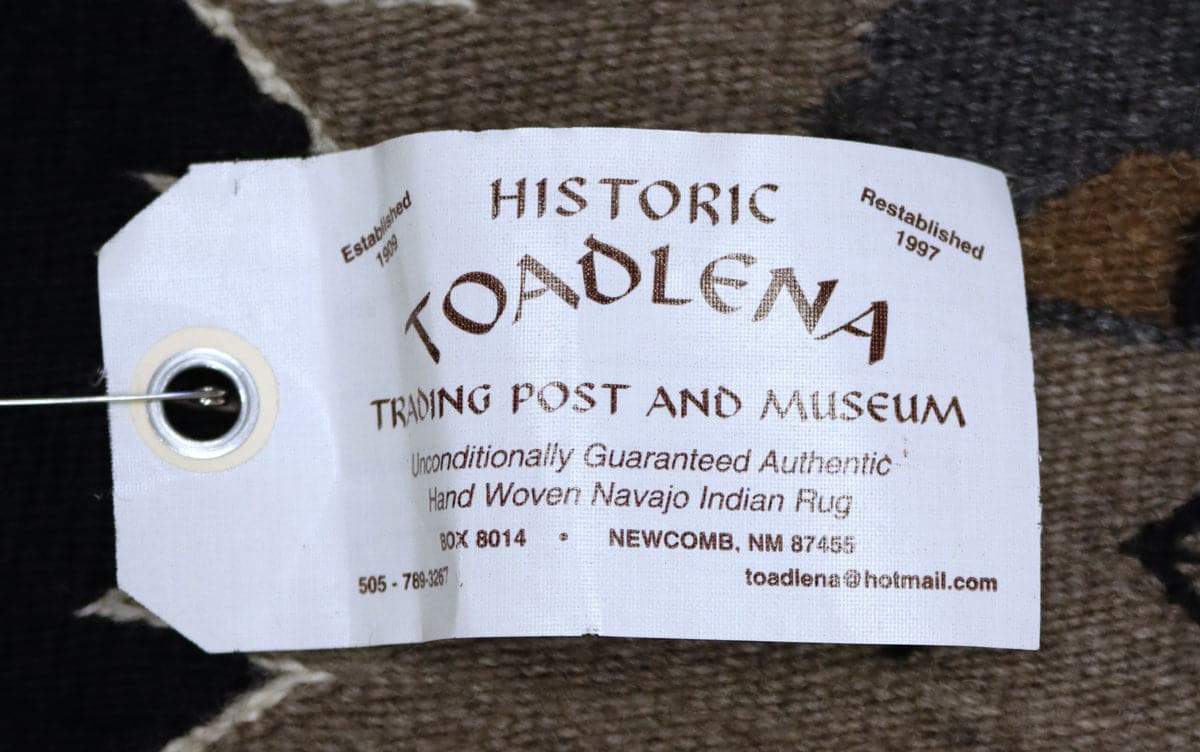 Established
1909
HISTORIC
Restablished
1997
TOADLENA
TRADING POST AND MUSEUM
Unconditionally Guaranteed Authentic
Hand Woven Navajo Indian Rug
BOX 8014 • NEWCOMB, NM 87455
505 - 789-3267
toadlena@hotmail.com